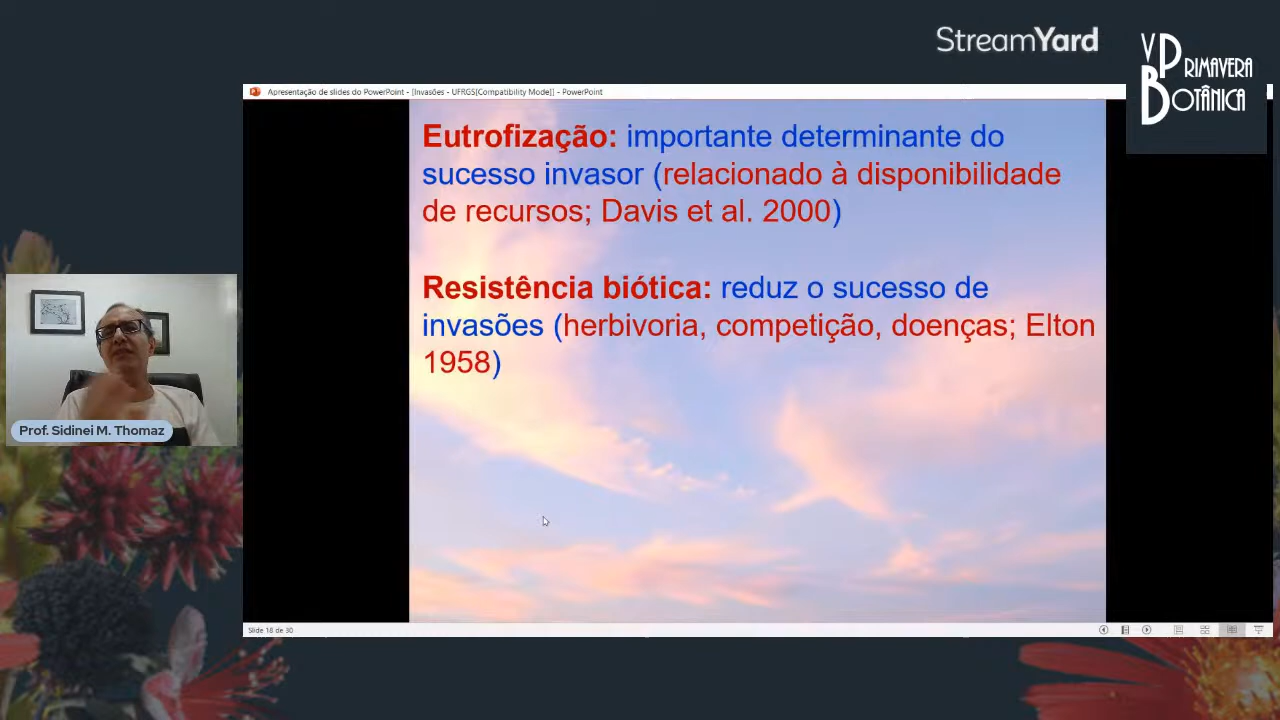 StreamYard
V PRIMAVERA
BOTÂNICA
Apresentação de slides do PowerPoint - [Invasões - UFRGS[Compatibility Mode]] - PowerPoint
Eutrofização: importante determinante do
sucesso invasor (relacionado à disponibilidade
de recursos; Davis et al. 2000)
Resistência biótica: reduz o sucesso de
invasões (herbivoria, competição, doenças; Elton
1958)
Prof. Sidinei M. Thomaz
Slide 18 de 30